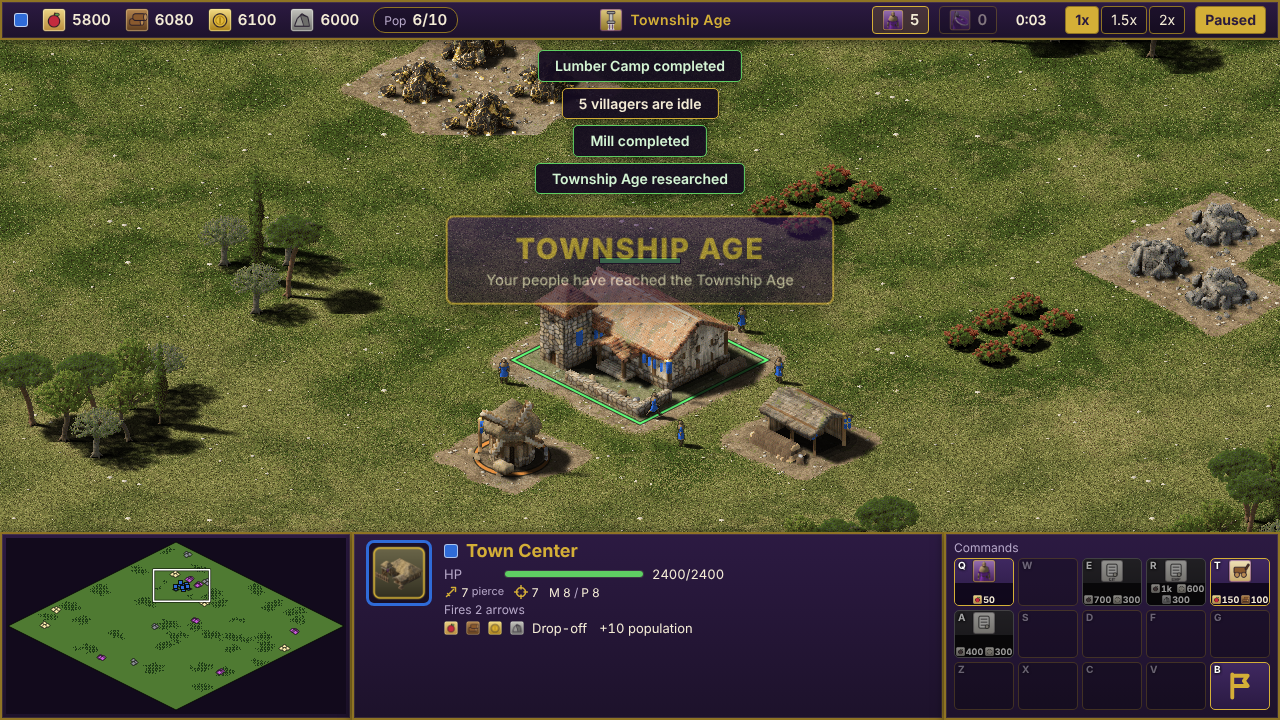 5800 6080 6100 6000 Pop 6/10 Township Age 5 0 0:03 1x 1.5x 2x Paused
Lumber Camp completed
5 villagers are idle
Mill completed
Township Age researched
TOWNSHIP AGE
Your people have reached the Township Age
Town Center
HP 2400/2400
7 pierce 7 M 8 / P 8
Fires 2 arrows
Drop-off +10 population
Commands
Q W E R T
50 700 300 1k 600 300 150 100
A S D F G
400 300
Z X C V B